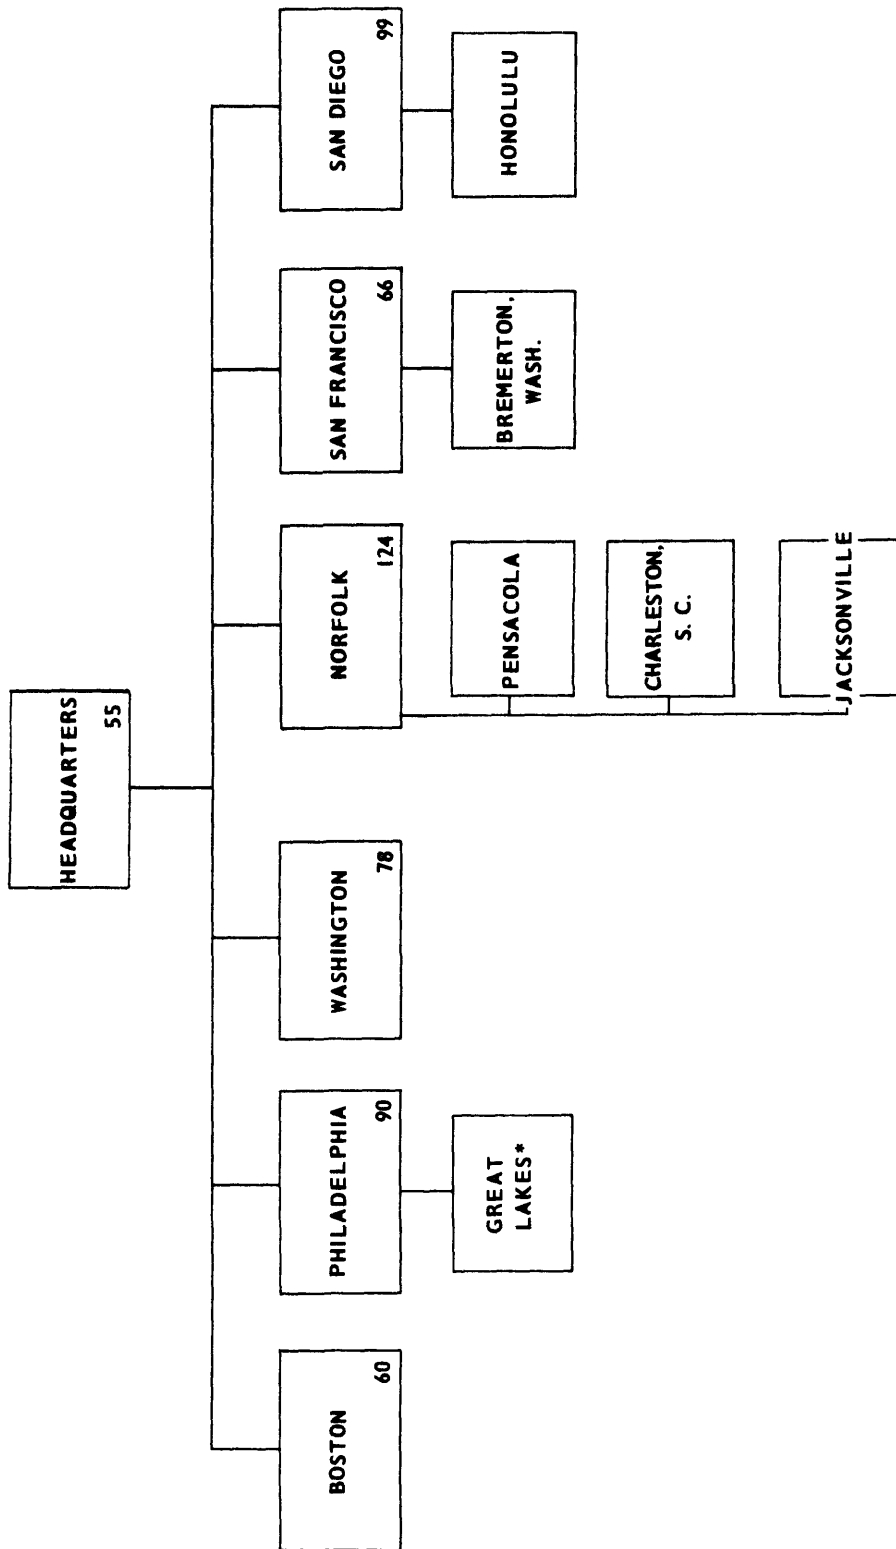 HEADQUARTERS
55
BOSTON
60
PHILADELPHIA
90
WASHINGTON
78
NORFOLK
124
SAN FRANCISCO
66
SAN DIEGO
99
GREAT
LAKES*
PENSACOLA
BREMERTON,
WASH.
HONOLULU
CHARLESTON,
S. C.
JACKSONVILLE